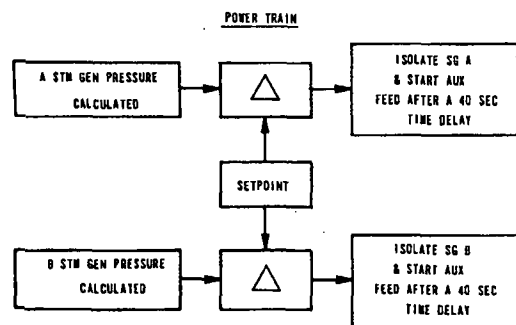 POWER TRAIN
A STM GEN PRESSURE
CALCULATED
△
ISOLATE SG A
& START AUX
FEED AFTER A 40 SEC
TIME DELAY
SETPOINT
B STM GEN PRESSURE
CALCULATED
△
ISOLATE SG B
& START AUX
FEED AFTER A 40 SEC
TIME DELAY